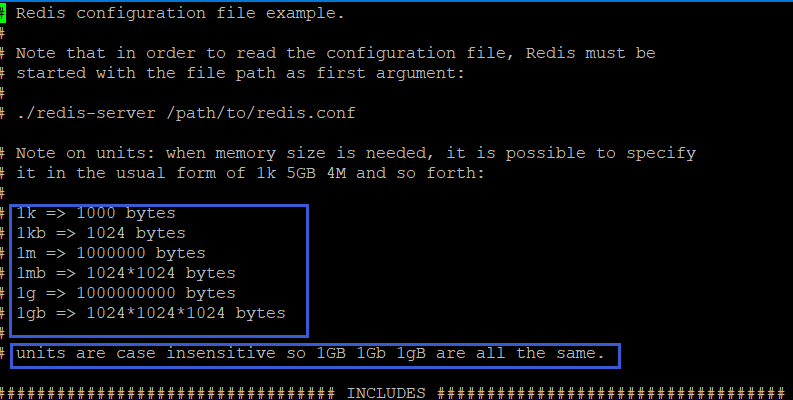 # Redis configuration file example.
#
# Note that in order to read the configuration file, Redis must be
# started with the file path as first argument:
#
# ./redis-server /path/to/redis.conf
# Note on units: when memory size is needed, it is possible to specify
# it in the usual form of 1k 5GB 4M and so forth:
#
# 1k => 1000 bytes
# 1kb => 1024 bytes
# 1m => 1000000 bytes
# 1mb => 1024*1024 bytes
# 1g => 1000000000 bytes
# 1gb => 1024*1024*1024 bytes
#
# units are case insensitive so 1GB 1Gb 1gB are all the same.
################################## INCLUDES ###################################